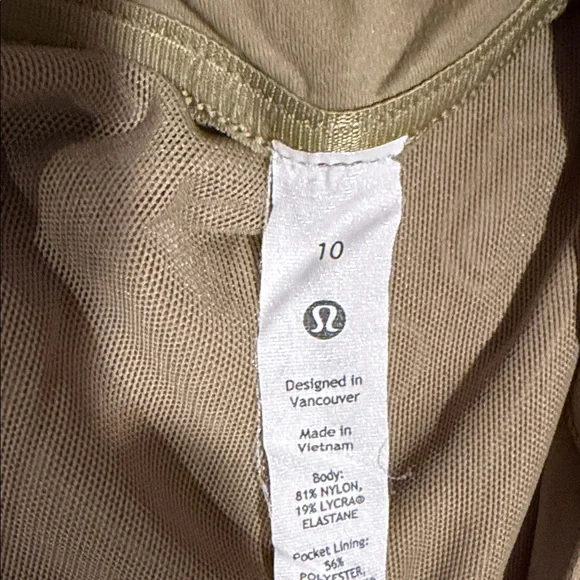 10
Designed in
Vancouver
Made in
Vietnam
Body:
81% NYLON,
19% LYCRA®
ELASTANE
Pocket Lining:
56%
POLYESTER,